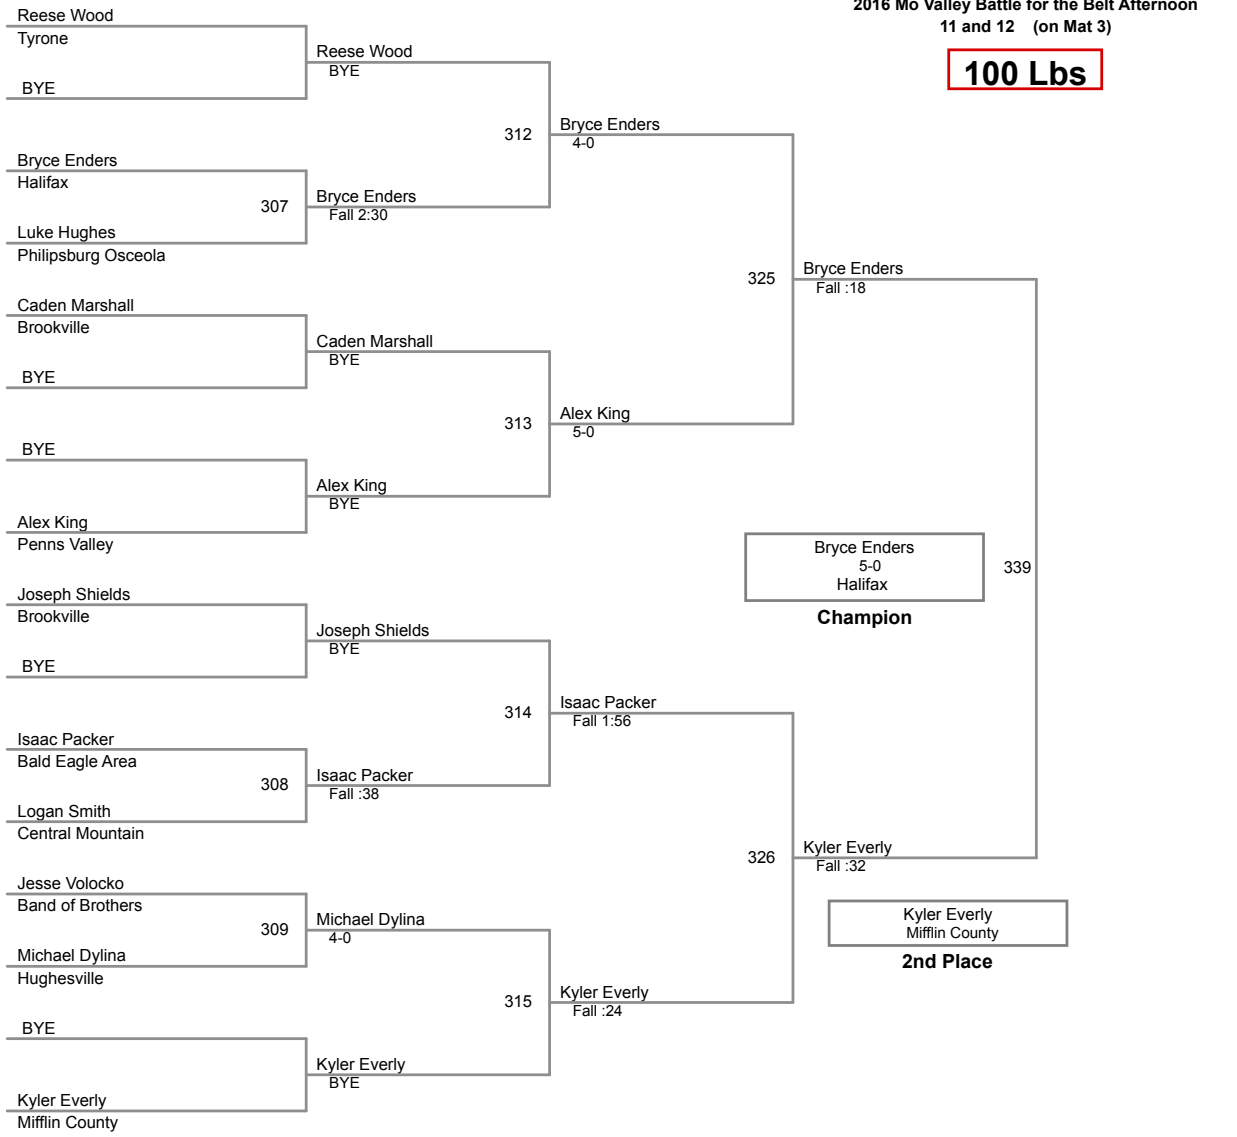 2016 Mo Valley Battle for the Belt Afternoon
11 and 12 (on Mat 3)
100 Lbs
Reese Wood
Tyrone
BYE
Bryce Enders
Halifax
307
Luke Hughes
Philipsburg Osceola
Caden Marshall
Brookville
BYE
BYE
Alex King
Penns Valley
Joseph Shields
Brookville
BYE
Isaac Packer
Bald Eagle Area
308
Logan Smith
Central Mountain
Jesse Volocko
Band of Brothers
309
Michael Dylina
Hughesville
BYE
Kyler Everly
Mifflin County
Reese Wood
BYE
312
Bryce Enders
Fall 2:30
Caden Marshall
BYE
313
Alex King
BYE
Joseph Shields
BYE
314
Isaac Packer
Fall :38
Michael Dylina
4-0
315
Kyler Everly
BYE
Bryce Enders
4-0
325
Alex King
5-0
Isaac Packer
Fall 1:56
326
Kyler Everly
Fall :24
Bryce Enders
Fall :18
339
Kyler Everly
Fall :32
Bryce Enders
5-0
Halifax
Champion
Kyler Everly
Mifflin County
2nd Place